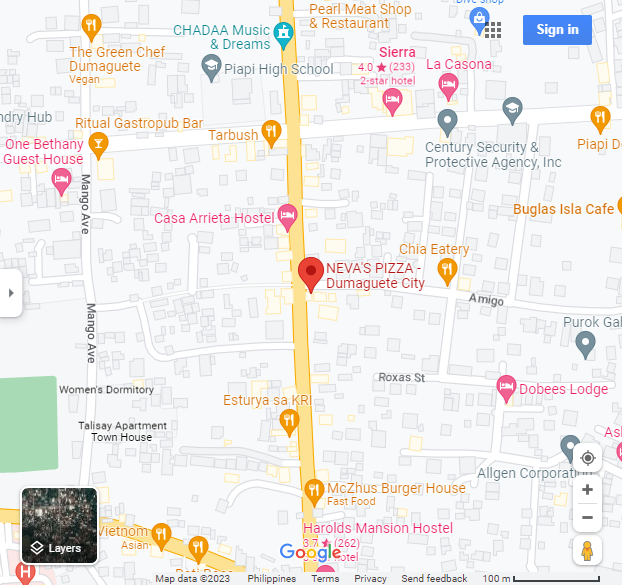 Dive Shop
Pearl Meat Shop
& Restaurant
CHADAA Music
& Dreams
Sign in
The Green Chef
Dumaguete
Vegan
Piapi High School
Sierra
4.0 ★ (233)
2-star hotel
La Casona
ndry Hub
Ritual Gastropub Bar
Tarbush
One Bethany
Guest House
Century Security &
Protective Agency, Inc
Piapi De
Mango Ave
Casa Arrieta Hostel
Buglas Isla Cafe
Chia Eatery
NEVA'S PIZZA -
Dumaguete City
Amigo
Mango Ave
Purok Gal
Roxas St
Women's Dormitory
Dobees Lodge
Esturya sa KRI
Talisay Apartment
Town House
Allgen Corporation
McZhus Burger House
Fast Food
Vietnom
Asian
Harolds Mansion Hostel
3.7 ★ (262)
hotel
Google
Layers
Map data ©2023
Philippines
Terms
Privacy
Send feedback
100 m